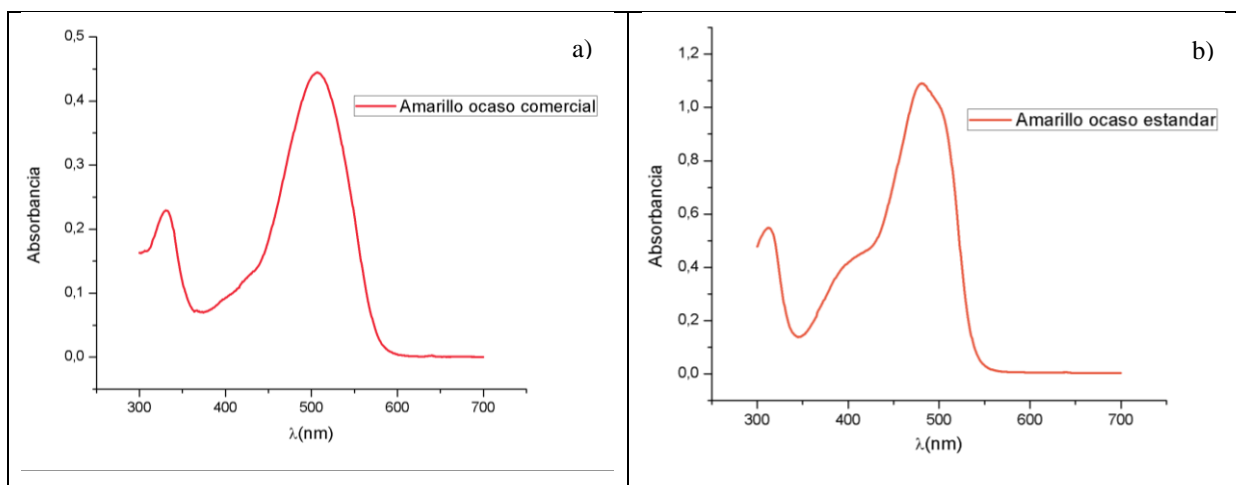 a)
Amarillo ocaso comercial
Absorbancia
0,5
0,4
0,3
0,2
0,1
0,0
300 400 500 600 700
λ(nm)
b)
Amarillo ocaso estandar
Absorbancia
1,2
1,0
0,8
0,6
0,4
0,2
0,0
300 400 500 600 700
λ(nm)